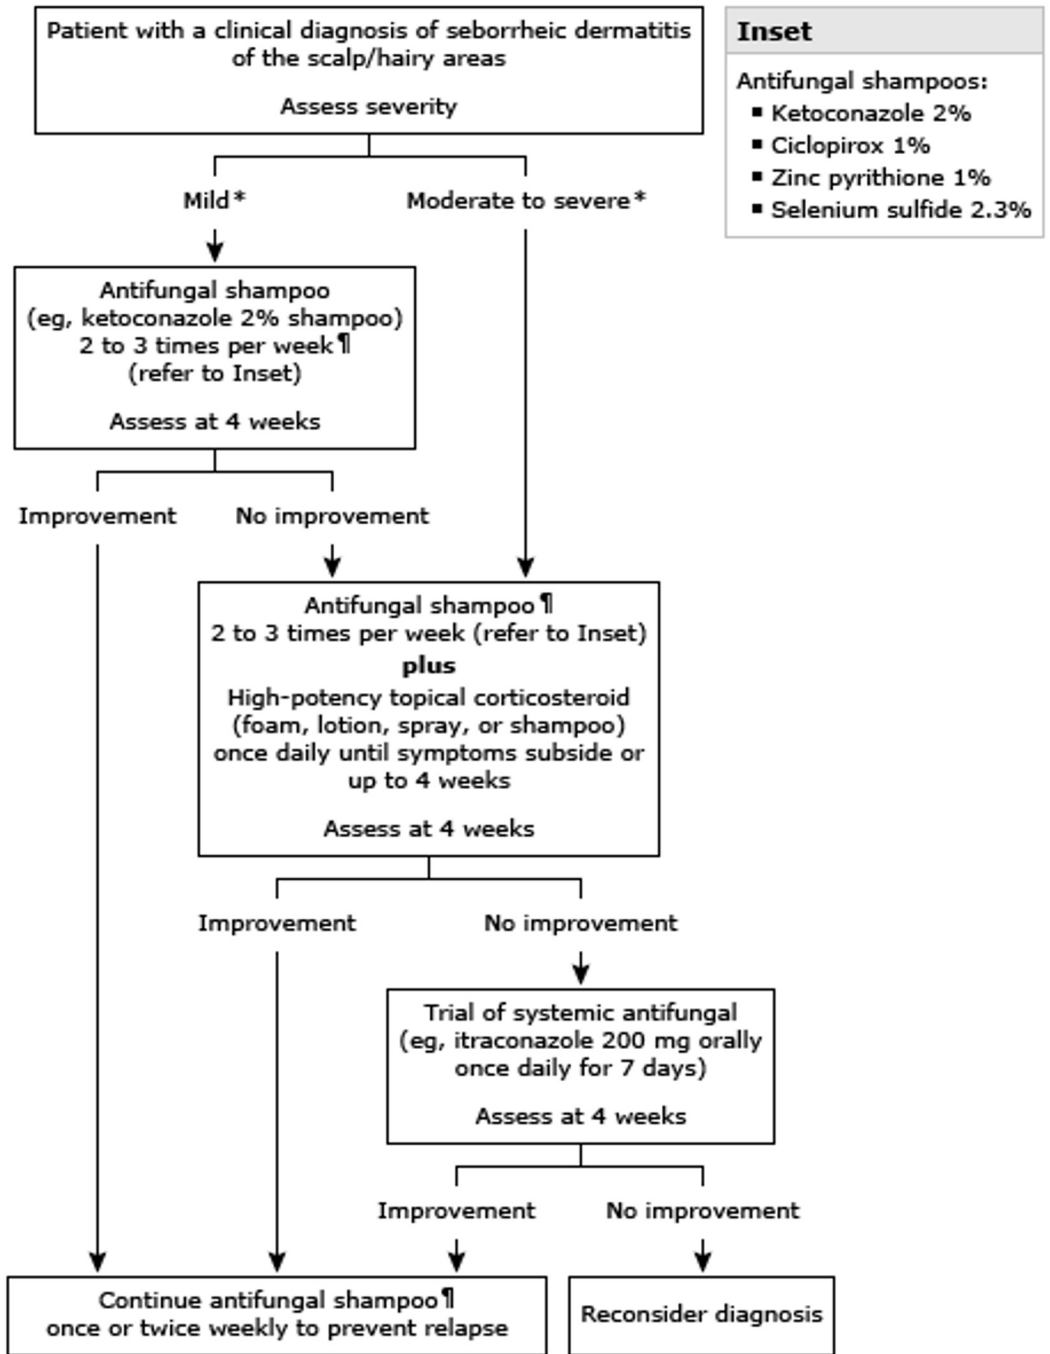 Patient with a clinical diagnosis of seborrheic dermatitis
of the scalp/hairy areas
Assess severity
Inset
Antifungal shampoos:
▪ Ketoconazole 2%
▪ Ciclopirox 1%
▪ Zinc pyrithione 1%
▪ Selenium sulfide 2.3%
Mild*
Moderate to severe*
Antifungal shampoo
(eg, ketoconazole 2% shampoo)
2 to 3 times per week¶
(refer to Inset)
Assess at 4 weeks
Improvement
No improvement
Antifungal shampoo¶
2 to 3 times per week (refer to Inset)
plus
High-potency topical corticosteroid
(foam, lotion, spray, or shampoo)
once daily until symptoms subside or
up to 4 weeks
Assess at 4 weeks
Improvement
No improvement
Trial of systemic antifungal
(eg, itraconazole 200 mg orally
once daily for 7 days)
Assess at 4 weeks
Improvement
No improvement
Continue antifungal shampoo¶
once or twice weekly to prevent relapse
Reconsider diagnosis